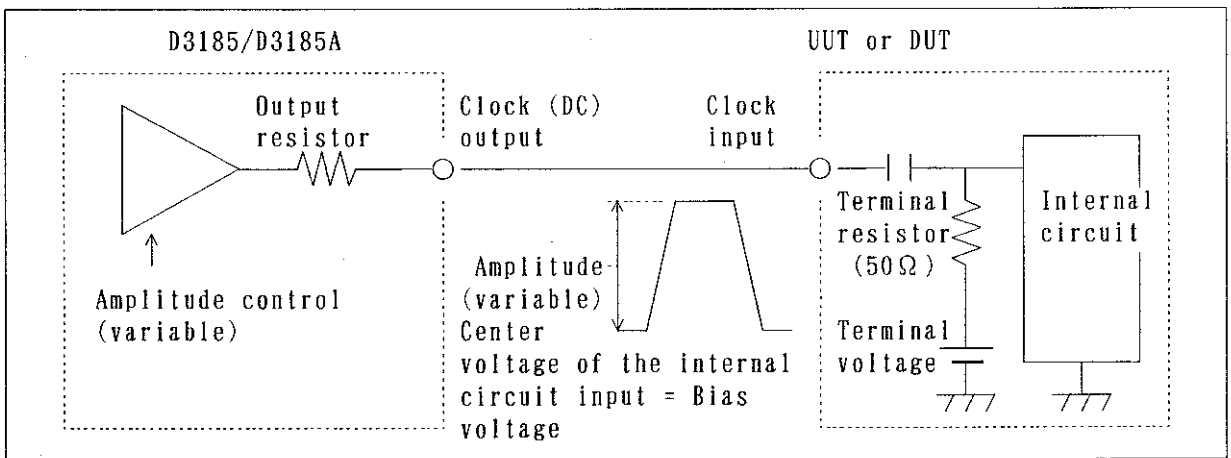 D3185/D3185A
UUT or DUT
Output
resistor
Clock (DC)
output
Clock
input
Amplitude control
(variable)
Amplitude
(variable)
Center
voltage of the internal
circuit input = Bias
voltage
Terminal
resistor
(50Ω)
Terminal
voltage
Internal
circuit